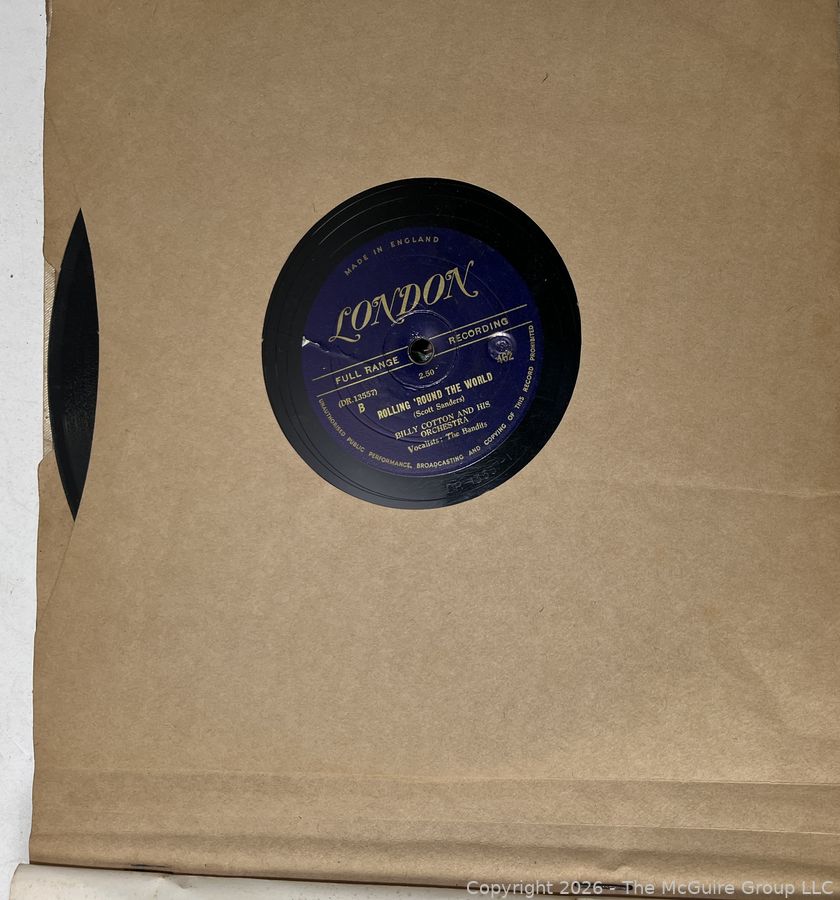 MADE IN ENGLAND
LONDON
FULL RANGE RECORDING
462
2.50
(DR.13557)
B
ROLLING 'ROUND THE WORLD
(Scott Sanders)
BILLY COTTON AND HIS
ORCHESTRA
Vocalists: The Bandits
UNAUTHORISED PUBLIC PERFORMANCE, BROADCASTING AND COPYING OF THIS RECORD PROHIBITED
Copyright 2026 - The McGuire Group LLC